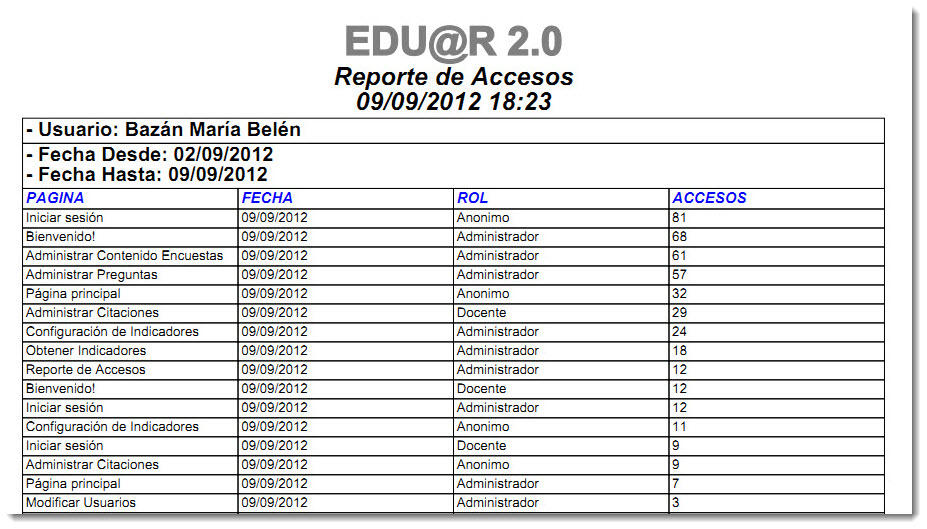 EDU@R 2.0
Reporte de Accesos
09/09/2012 18:23
- Usuario: Bazán María Belén
- Fecha Desde: 02/09/2012
- Fecha Hasta: 09/09/2012
PAGINA FECHA ROL ACCESOS
Iniciar sesión 09/09/2012 Anonimo 81
Bienvenido! 09/09/2012 Administrador 68
Administrar Contenido Encuestas 09/09/2012 Administrador 61
Administrar Preguntas 09/09/2012 Administrador 57
Página principal 09/09/2012 Anonimo 32
Administrar Citaciones 09/09/2012 Docente 29
Configuración de Indicadores 09/09/2012 Administrador 24
Obtener Indicadores 09/09/2012 Administrador 18
Reporte de Accesos 09/09/2012 Administrador 12
Bienvenido! 09/09/2012 Docente 12
Iniciar sesión 09/09/2012 Administrador 12
Configuración de Indicadores 09/09/2012 Anonimo 11
Iniciar sesión 09/09/2012 Docente 9
Administrar Citaciones 09/09/2012 Anonimo 9
Página principal 09/09/2012 Administrador 7
Modificar Usuarios 09/09/2012 Administrador 3